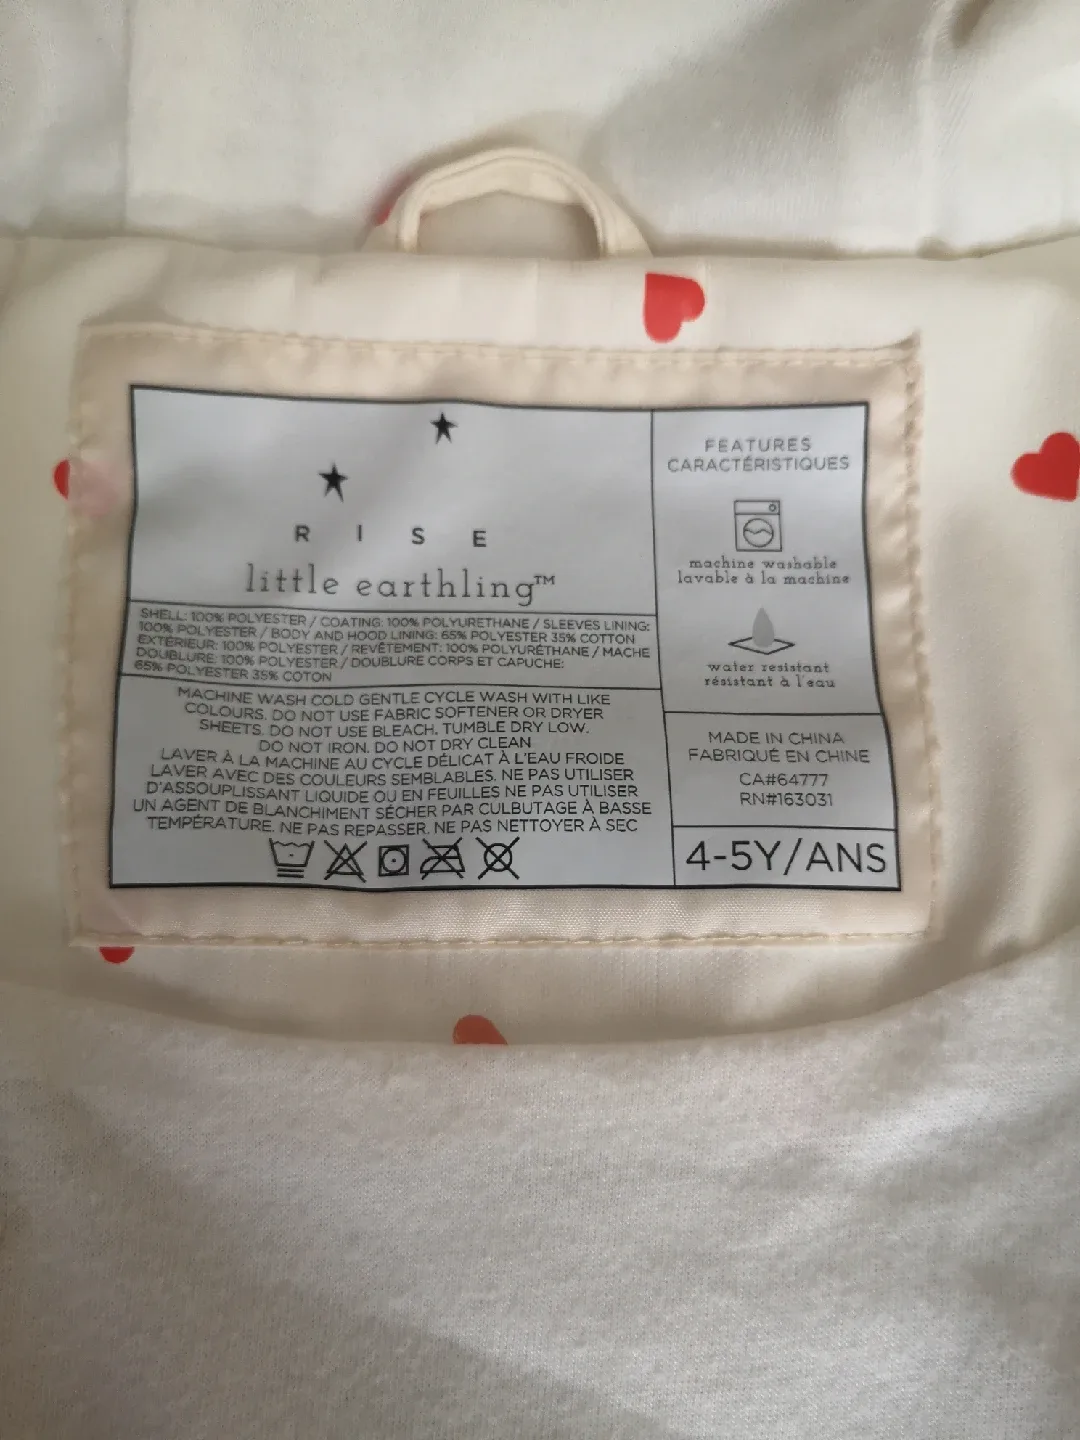 RISE
little earthling™
SHELL: 100% POLYESTER / COATING: 100% POLYURETHANE / SLEEVES LINING:
100% POLYESTER / BODY AND HOOD LINING: 65% POLYESTER 35% COTTON
EXTÉRIEUR: 100% POLYESTER / REVÊTEMENT: 100% POLYURÉTHANE / MACHE
DOUBLURE: 100% POLYESTER / DOUBLURE CORPS ET CAPUCHE:
65% POLYESTER 35% COTON
MACHINE WASH COLD GENTLE CYCLE WASH WITH LIKE
COLOURS. DO NOT USE FABRIC SOFTENER OR DRYER
SHEETS. DO NOT USE BLEACH. TUMBLE DRY LOW.
DO NOT IRON. DO NOT DRY CLEAN
LAVER À LA MACHINE AU CYCLE DÉLICAT À L'EAU FROIDE
LAVER AVEC DES COULEURS SEMBLABLES. NE PAS UTILISER
D'ASSOUPLISSANT LIQUIDE OU EN FEUILLES NE PAS UTILISER
UN AGENT DE BLANCHIMENT SÉCHER PAR CULBUTAGE À BASSE
TEMPÉRATURE. NE PAS REPASSER. NE PAS NETTOYER À SEC
FEATURES
CARACTÉRISTIQUES
machine washable
lavable à la machine
water resistant
résistant à l'eau
MADE IN CHINA
FABRIQUÉ EN CHINE
CA#64777
RN#163031
4-5Y/ANS